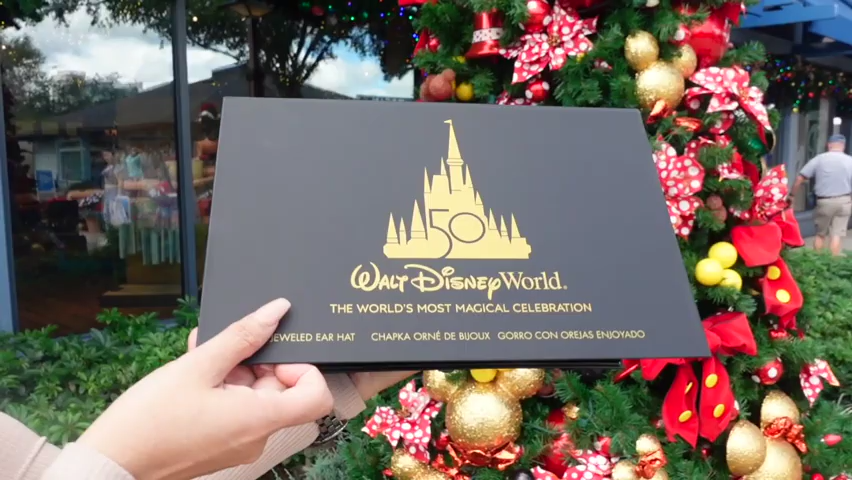 50
Walt Disney World®
THE WORLD'S MOST MAGICAL CELEBRATION
JEWELED EAR HAT CHAPKA ORNÉ DE BIJOUX GORRO CON OREJAS ENJOYADO